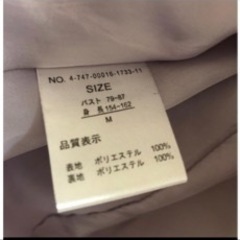 NO. 4-747-00015-1733-11
SIZE
バスト 79-87
身長 154-162
M
品質表示
表地 ポリエステル 100%
裏地 ポリエステル 100%